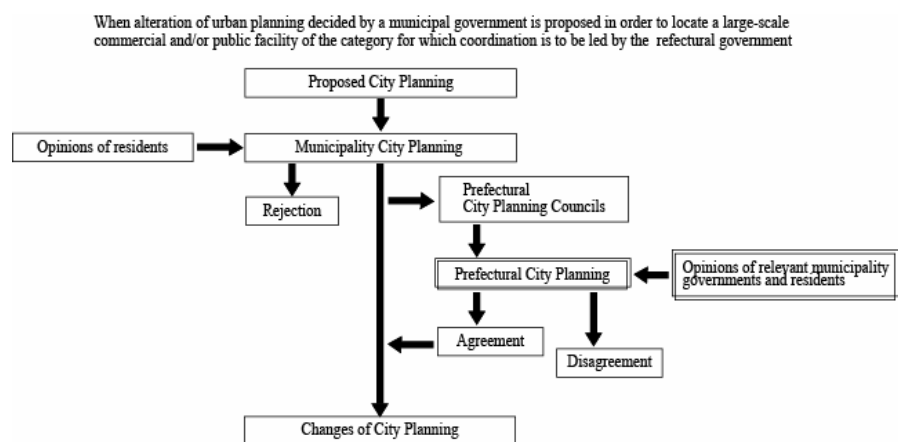 When alteration of urban planning decided by a municipal government is proposed in order to locate a large-scale
commercial and/or public facility of the category for which coordination is to be led by the refectural government
Proposed City Planning
Opinions of residents
Municipality City Planning
Rejection
Prefectural
City Planning Councils
Prefectural City Planning
Opinions of relevant municipality
governments and residents
Agreement
Disagreement
Changes of City Planning